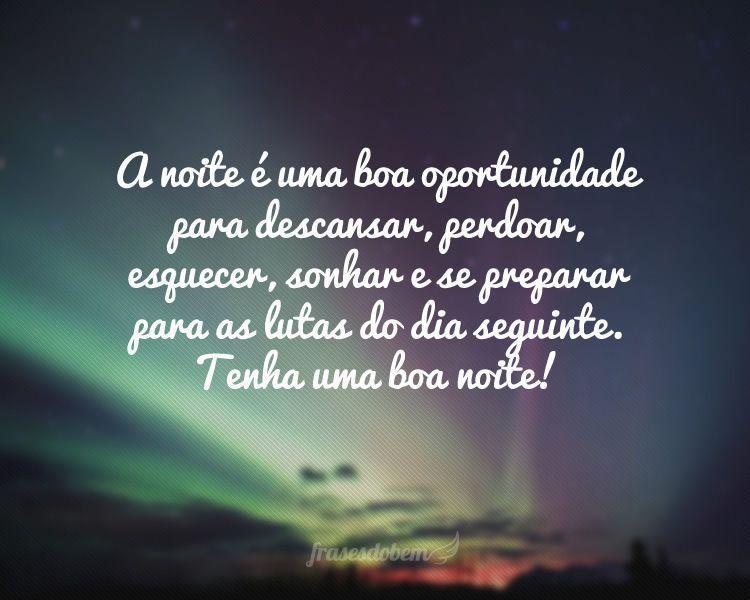 A noite é uma boa oportunidade
para descansar, perdoar,
esquecer, sonhar e se preparar
para as lutas do dia seguinte.
Tenha uma boa noite!
frasesdobem